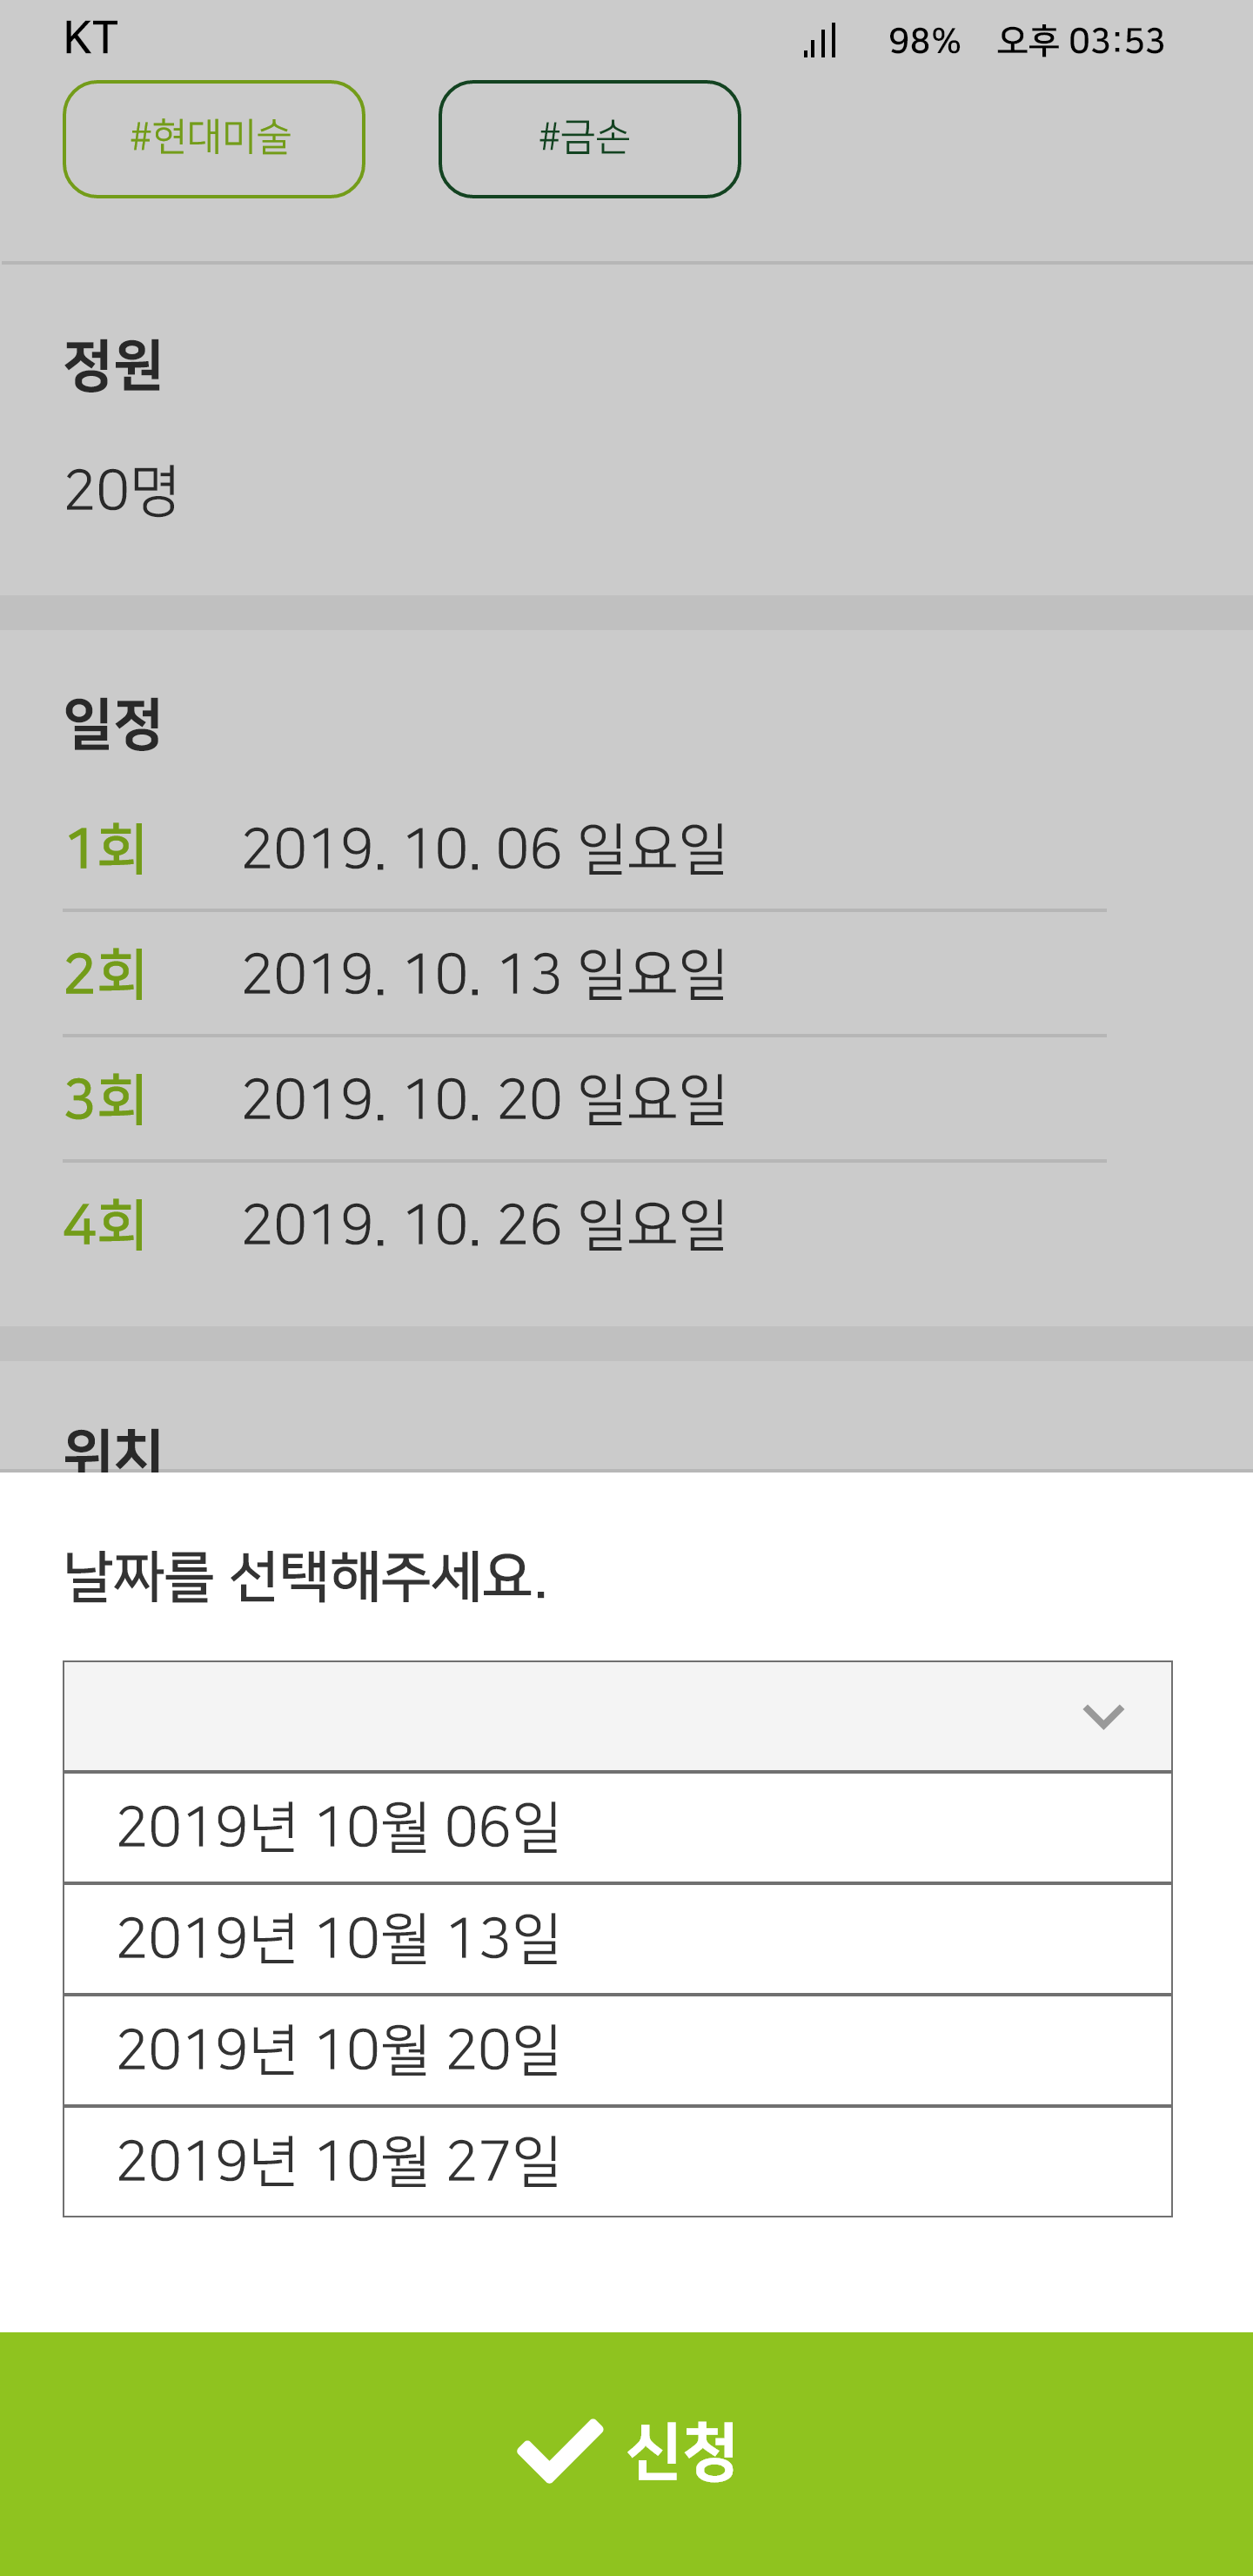 KT 98% 오후 03:53
#현대미술 #금손
정원
20명
일정
1회 2019. 10. 06 일요일
2회 2019. 10. 13 일요일
3회 2019. 10. 20 일요일
4회 2019. 10. 26 일요일
위치
날짜를 선택해주세요.
2019년 10월 06일
2019년 10월 13일
2019년 10월 20일
2019년 10월 27일
신청